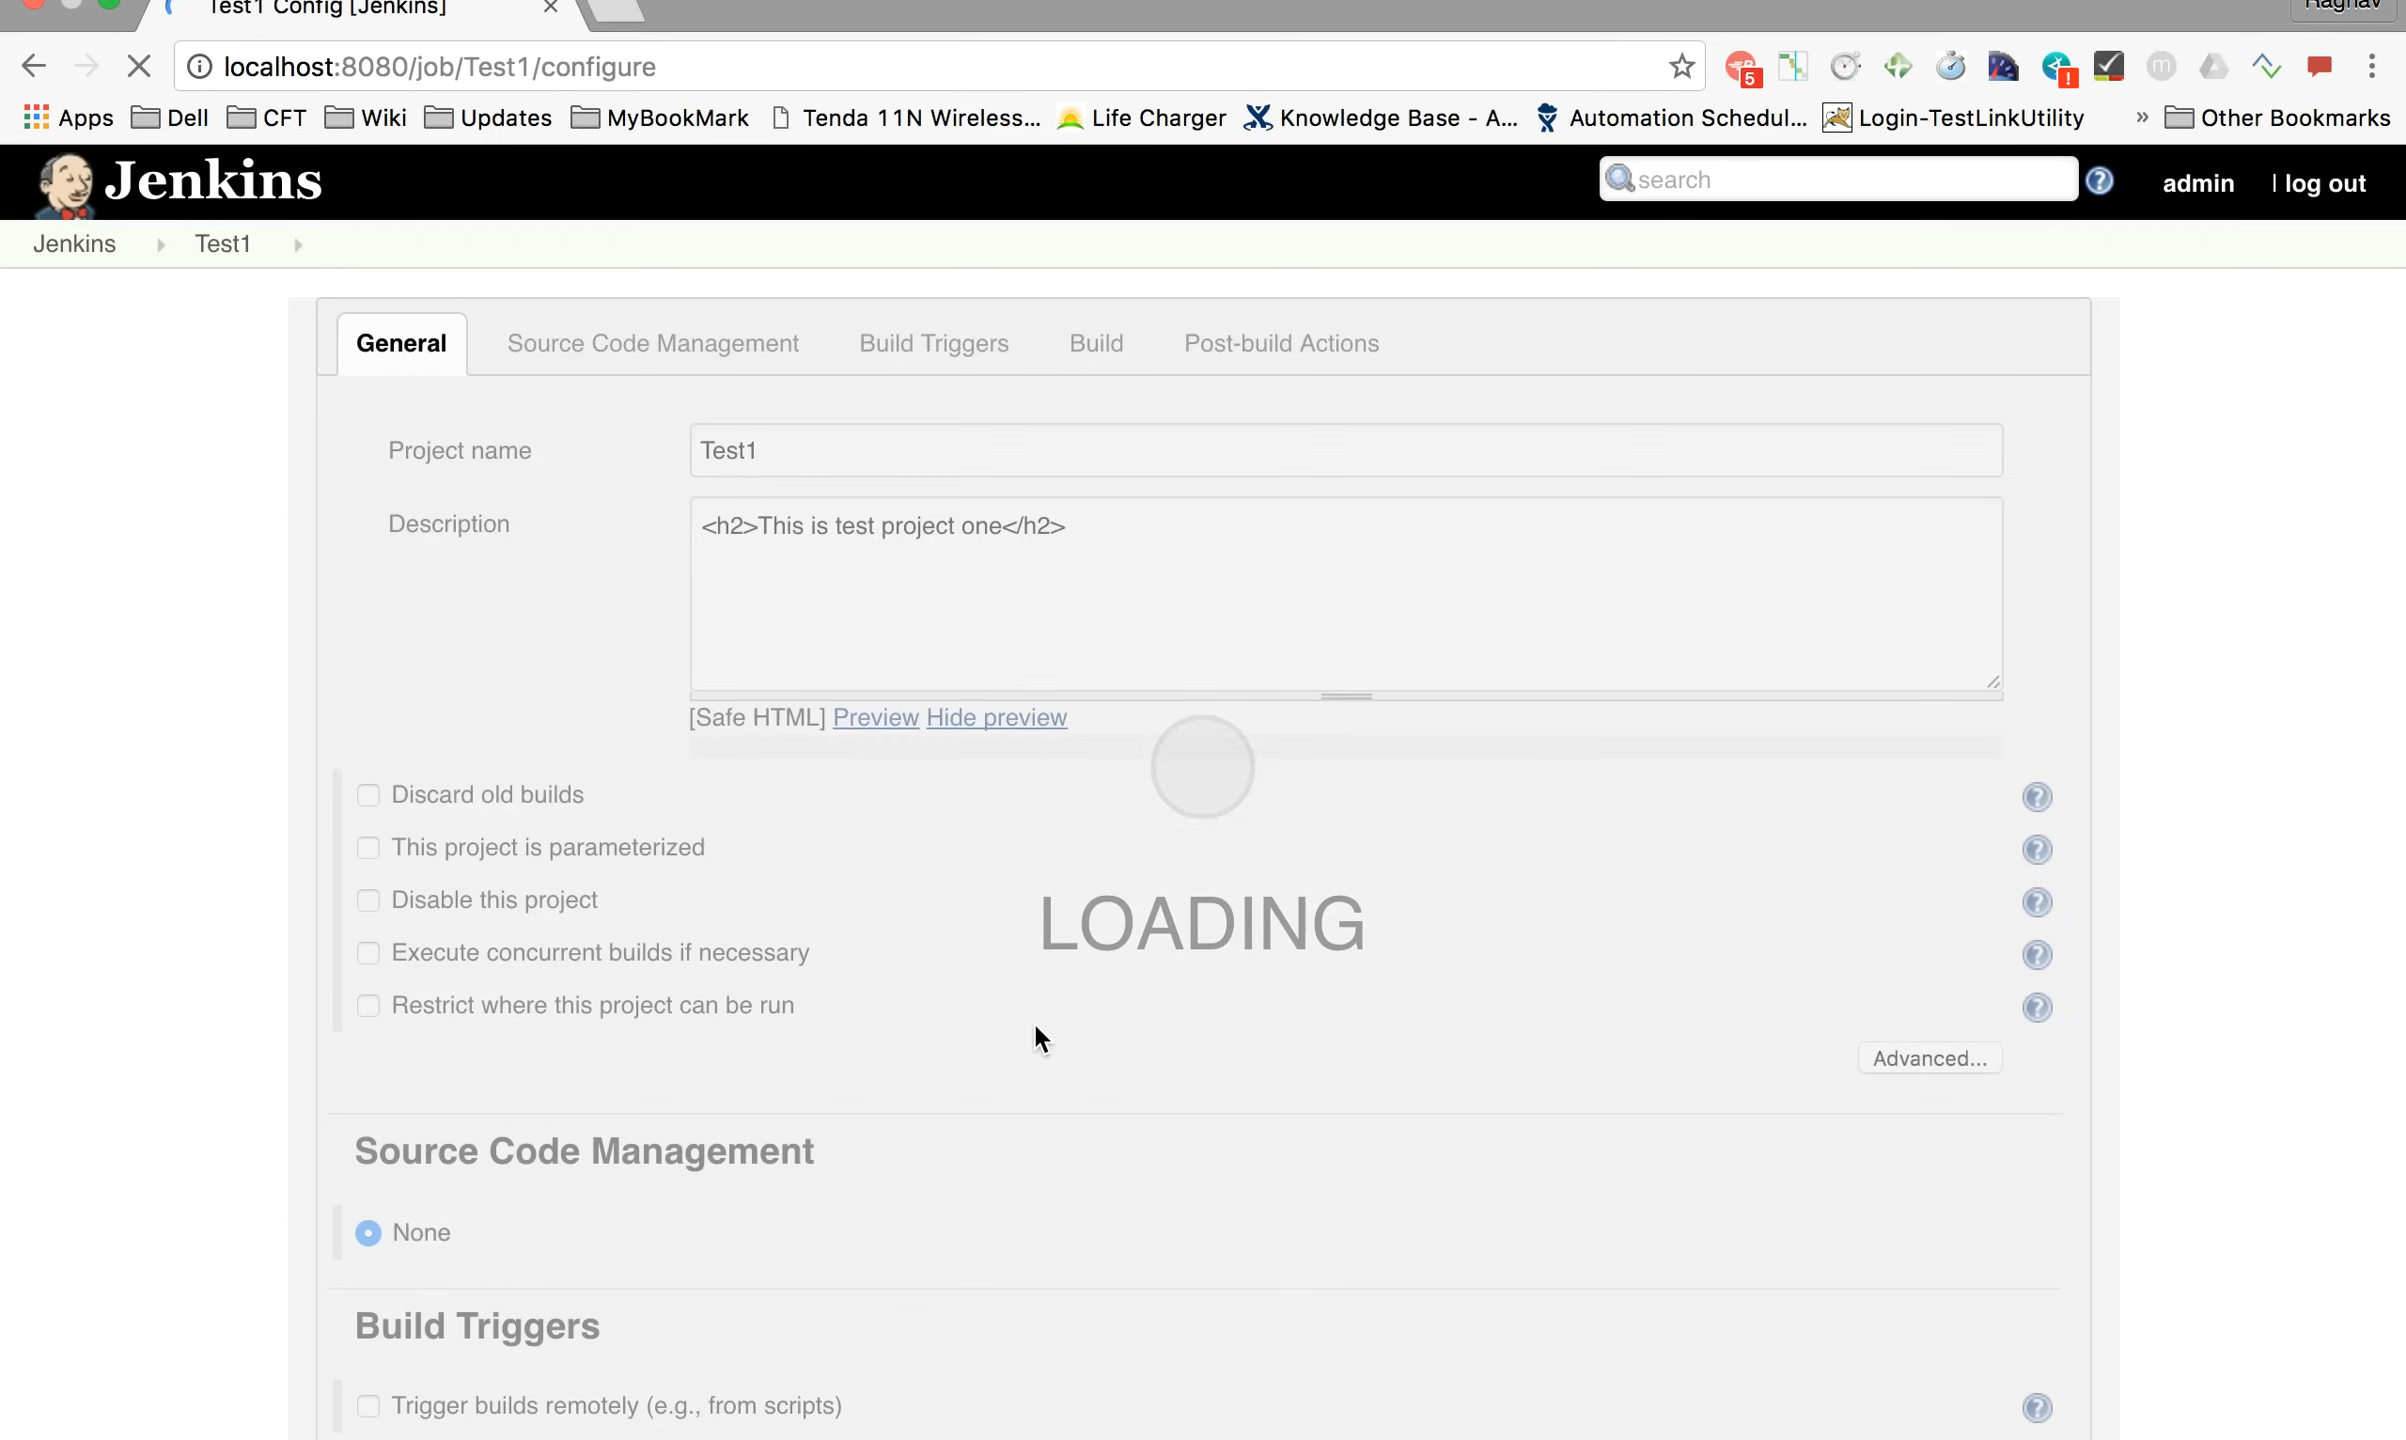 Test1 Config [Jenkins]
Raghav
localhost:8080/job/Test1/configure
5
!
m
Apps Dell CFT Wiki Updates MyBookMark Tenda 11N Wireless... Life Charger Knowledge Base - A... Automation Schedul... Login-TestLinkUtility » Other Bookmarks
Jenkins
search
?
admin
| log out
Jenkins Test1
General Source Code Management Build Triggers Build Post-build Actions
Project name
Test1
Description
<h2>This is test project one</h2>
[Safe HTML] Preview Hide preview
Discard old builds
?
This project is parameterized
?
Disable this project
?
LOADING
Execute concurrent builds if necessary
?
Restrict where this project can be run
?
Advanced...
Source Code Management
None
Build Triggers
Trigger builds remotely (e.g., from scripts)
?